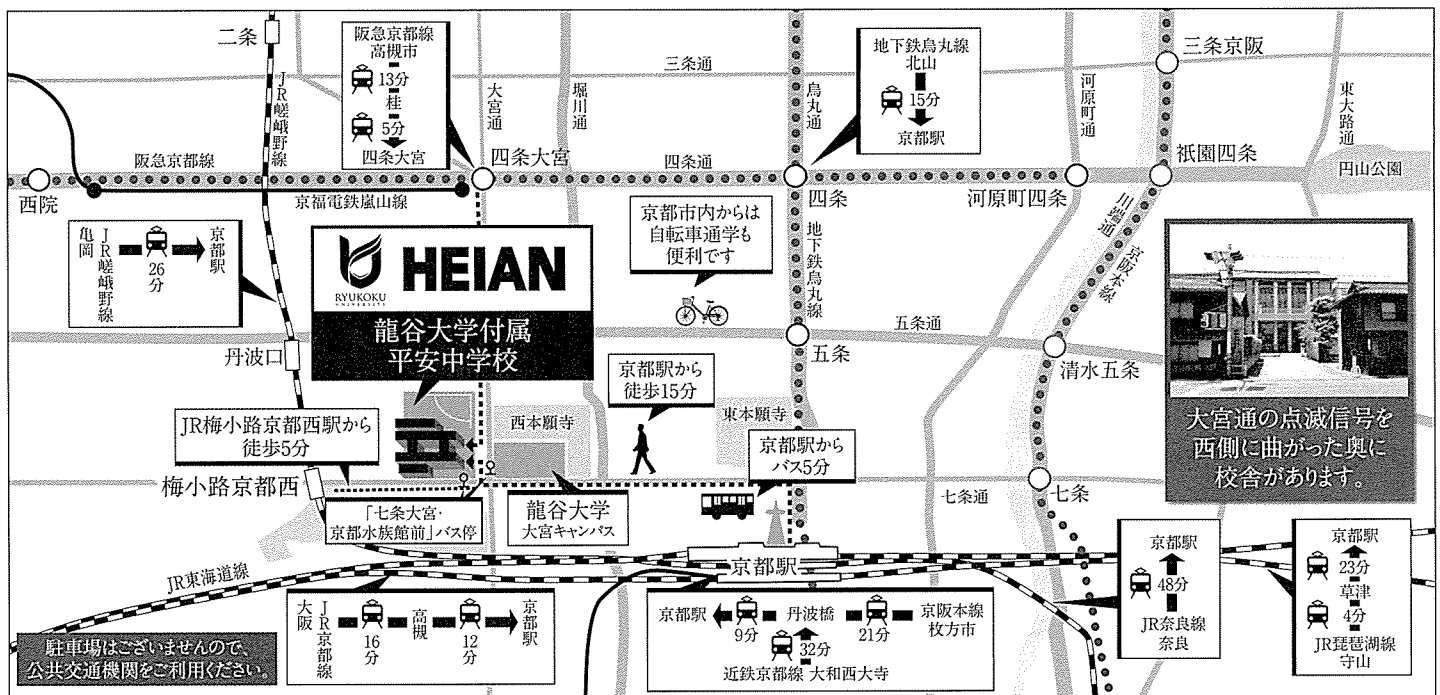 二条
JR嵯峨野線
阪急京都線
高槻市
13分
桂
5分
四条大宮
大宮通
堀川通
三条通
烏丸通
地下鉄烏丸線
北山
15分
京都駅
河原町通
三条京阪
東大路通
阪急京都線
四条大宮
四条通
祇園四条
円山公園
西院
京福電鉄嵐山線
四条
河原町四条
川端通
京阪本線
JR嵯峨野線
亀岡
26分
京都駅
RYUKOKU
UNIVERSITY
HEIAN
龍谷大学付属
平安中学校
京都市内からは
自転車通学も
便利です
地下鉄烏丸線
五条通
丹波口
五条
清水五条
京都駅から
徒歩15分
JR梅小路京都西駅から
徒歩5分
西本願寺
東本願寺
京都駅から
バス5分
大宮通の点滅信号を
西側に曲がった奥に
校舎があります。
梅小路京都西
七条通
七条
「七条大宮・
京都水族館前」バス停
龍谷大学
大宮キャンパス
京都駅
JR東海道線
JR京都線
大阪
16分
高槻
12分
京都駅
京都駅
9分
丹波橋
21分
京阪本線
枚方市
32分
近鉄京都線 大和西大寺
京都駅
48分
JR奈良線
奈良
京都駅
23分
草津
4分
JR琵琶湖線
守山
駐車場はございませんので、
公共交通機関をご利用ください。